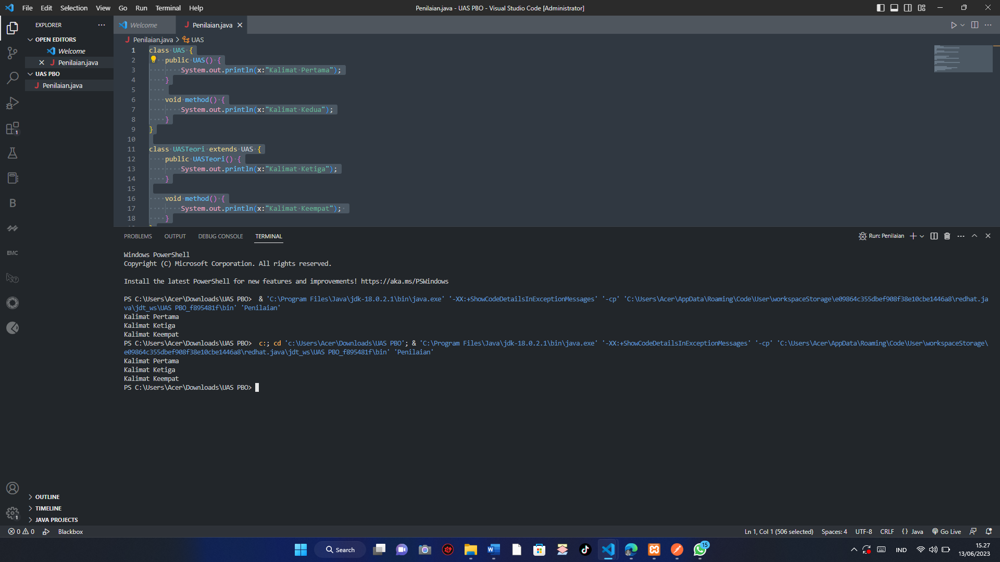 File Edit Selection View Go Run Terminal Help
Penilaian.java - UAS PBO - Visual Studio Code [Administrator]
EXPLORER
OPEN EDITORS
Welcome
Penilaian.java
UAS PBO
Penilaian.java
1
B
EMC
1
OUTLINE
TIMELINE
JAVA PROJECTS
Welcome
Penilaian.java
Penilaian.java > UAS
1 class UAS {
2 public UAS() {
3 System.out.println(x:"Kalimat Pertama");
4 }
5
6 void method() {
7 System.out.println(x:"Kalimat Kedua");
8 }
9 }
10
11 class UASTeori extends UAS {
12 public UASTeori() {
13 System.out.println(x:"Kalimat Ketiga");
14 }
15
16 void method() {
17 System.out.println(x:"Kalimat Keempat");
18 }
PROBLEMS OUTPUT DEBUG CONSOLE TERMINAL
Run: Penilaian
Windows PowerShell
Copyright (C) Microsoft Corporation. All rights reserved.
Install the latest PowerShell for new features and improvements! https://aka.ms/PSWindows
PS C:\Users\Acer\Downloads\UAS PBO>  & 'C:\Program Files\Java\jdk-18.0.2.1\bin\java.exe' '-XX:+ShowCodeDetailsInExceptionMessages' '-cp' 'C:\Users\Acer\AppData\Roaming\Code\User\workspaceStorage\e09864c355dbef908f38e10cbe1446a8\redhat.ja
va\jdt_ws\UAS PBO_f895481f\bin' 'Penilaian'
Kalimat Pertama
Kalimat Ketiga
Kalimat Keempat
PS C:\Users\Acer\Downloads\UAS PBO>  c:; cd 'c:\Users\Acer\Downloads\UAS PBO'; & 'C:\Program Files\Java\jdk-18.0.2.1\bin\java.exe' '-XX:+ShowCodeDetailsInExceptionMessages' '-cp' 'C:\Users\Acer\AppData\Roaming\Code\User\workspaceStorage\
e09864c355dbef908f38e10cbe1446a8\redhat.java\jdt_ws\UAS PBO_f895481f\bin' 'Penilaian'
Kalimat Pertama
Kalimat Ketiga
Kalimat Keempat
PS C:\Users\Acer\Downloads\UAS PBO>
0 0 Blackbox
Ln 1, Col 1 (506 selected) Spaces: 4 UTF-8 CRLF {} Java Go Live
Search
15
IND
15.27
13/06/2023